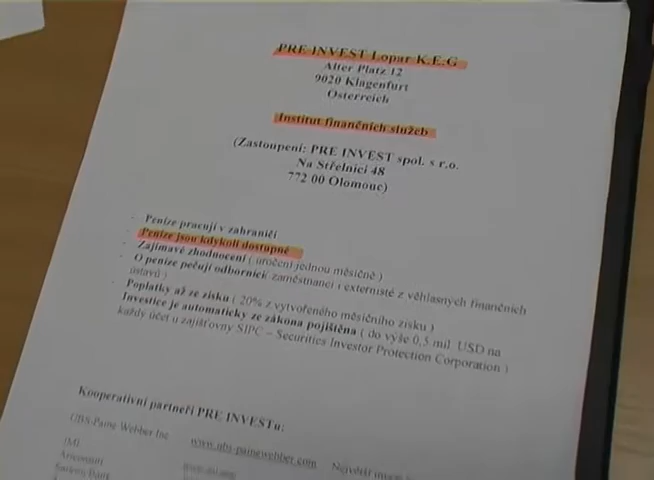 PRE INVEST Lopar K.E.G
Alter Platz 12
9020 Klagenfurt
Österreich
Institut finančních služeb
(Zastoupení: PRE INVEST spol. s r.o.
Na Střelnici 48
772 00 Olomouc)
- Peníze pracují v zahraničí
- Peníze jsou kdykoli dostupné
- Zajímavé zhodnocení ( úročení jednou měsíčně )
- O peníze pečují odborníci( zaměstnanci i externisté z věhlasných finančních
ústavů )
- Poplatky až ze zisku ( 20% z vytvořeného měsíčního zisku )
- Investice je automaticky ze zákona pojištěna ( do výše 0,5 mil. USD na
každý účet u zajišťovny SIPC – Securities Investor Protection Corporation )
Kooperativní partneři PRE INVESTu:
UBS-Paine Webber Inc www.ubs-painewebber.com Největší